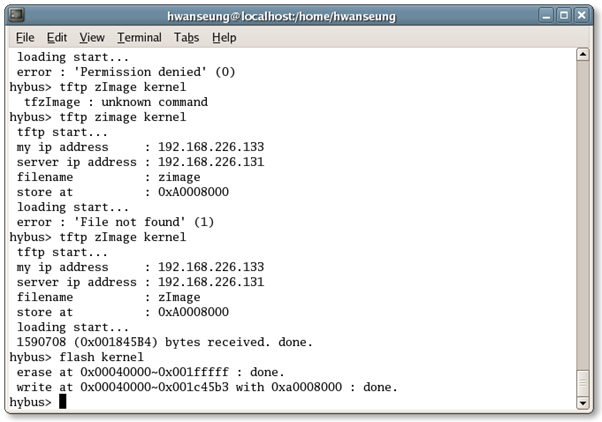 hwanseung@localhost:/home/hwanseung
File Edit View Terminal Tabs Help
loading start...
error : 'Permission denied' (0)
hybus> tftp zImage kernel
tfzImage : unknown command
hybus> tftp zimage kernel
tftp start...
my ip address : 192.168.226.133
server ip address : 192.168.226.131
filename : zimage
store at : 0xA0008000
loading start...
error : 'File not found' (1)
hybus> tftp zImage kernel
tftp start...
my ip address : 192.168.226.133
server ip address : 192.168.226.131
filename : zImage
store at : 0xA0008000
loading start...
1590708 (0x001845B4) bytes received. done.
hybus> flash kernel
erase at 0x00040000~0x001fffff : done.
write at 0x00040000~0x001c45b3 with 0xa0008000 : done.
hybus>